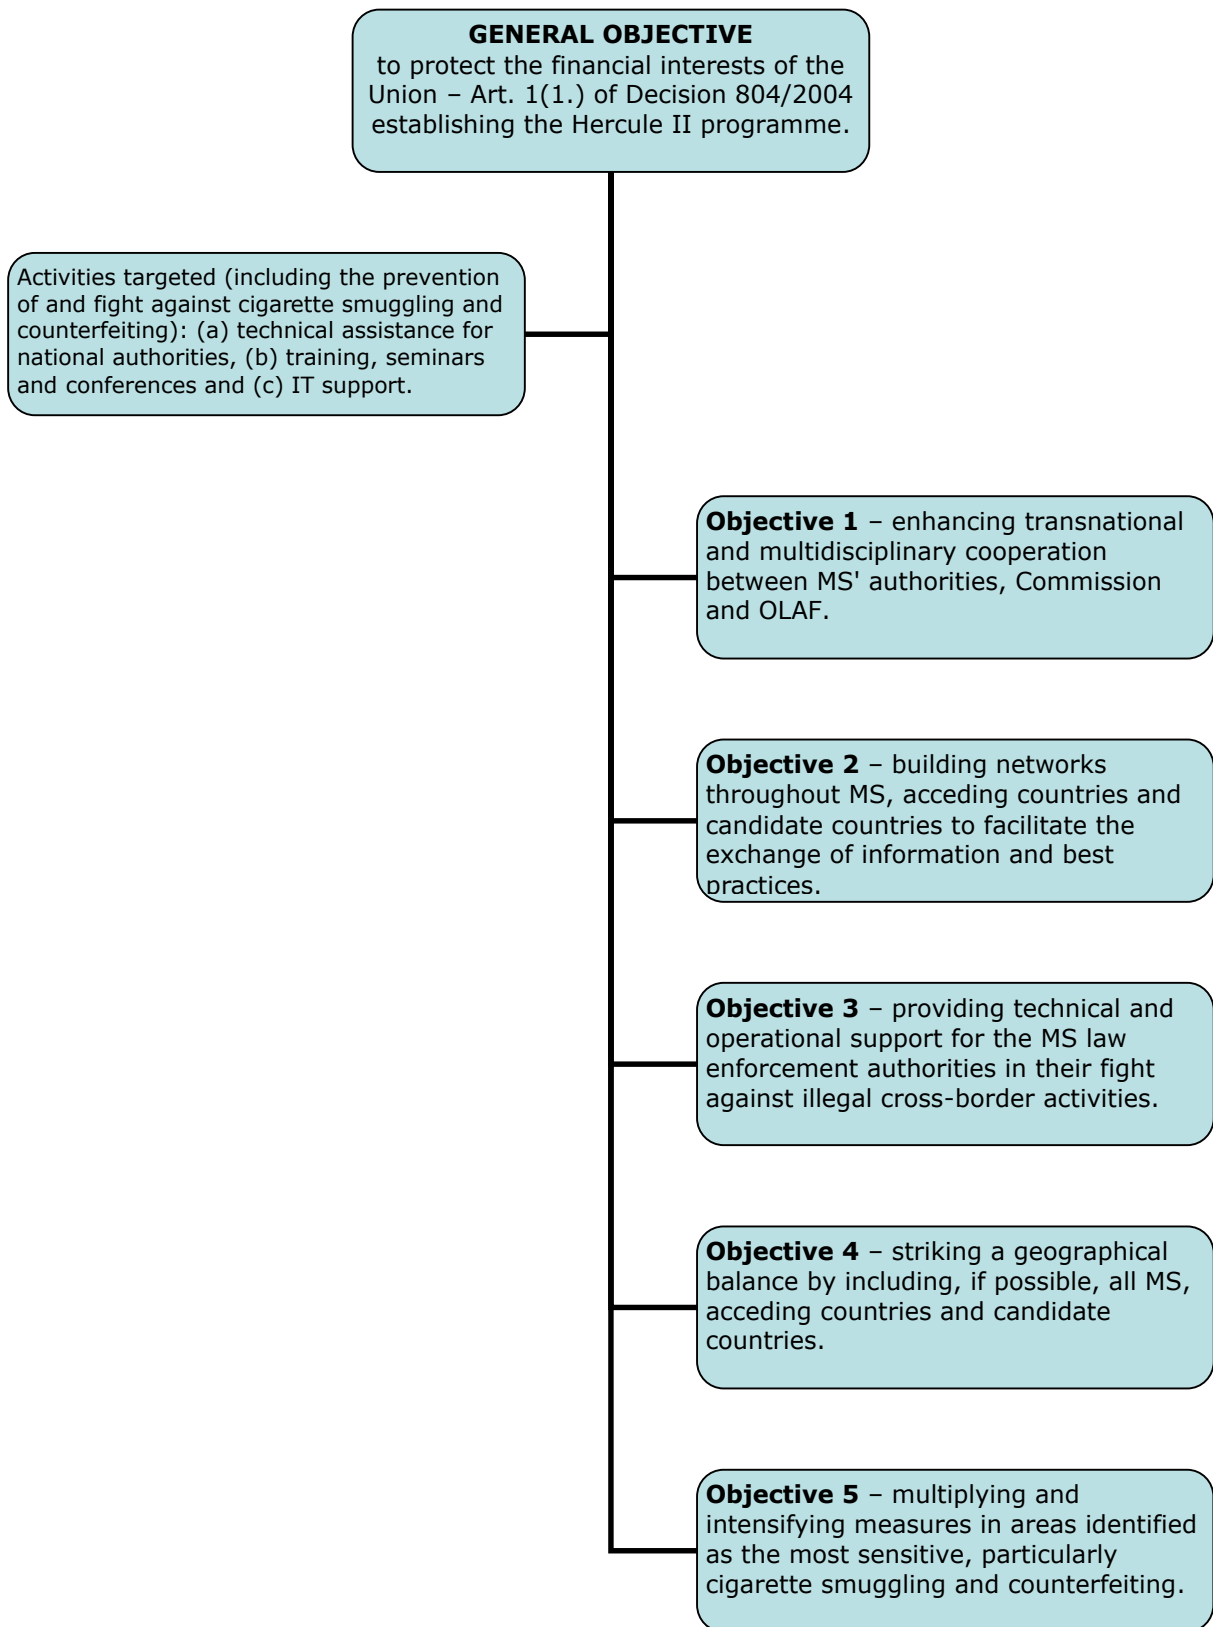 GENERAL OBJECTIVE
to protect the financial interests of the
Union – Art. 1(1.) of Decision 804/2004
establishing the Hercule II programme.
Activities targeted (including the prevention
of and fight against cigarette smuggling and
counterfeiting): (a) technical assistance for
national authorities, (b) training, seminars
and conferences and (c) IT support.
Objective 1 – enhancing transnational
and multidisciplinary cooperation
between MS' authorities, Commission
and OLAF.
Objective 2 – building networks
throughout MS, acceding countries and
candidate countries to facilitate the
exchange of information and best
practices.
Objective 3 – providing technical and
operational support for the MS law
enforcement authorities in their fight
against illegal cross-border activities.
Objective 4 – striking a geographical
balance by including, if possible, all MS,
acceding countries and candidate
countries.
Objective 5 – multiplying and
intensifying measures in areas identified
as the most sensitive, particularly
cigarette smuggling and counterfeiting.